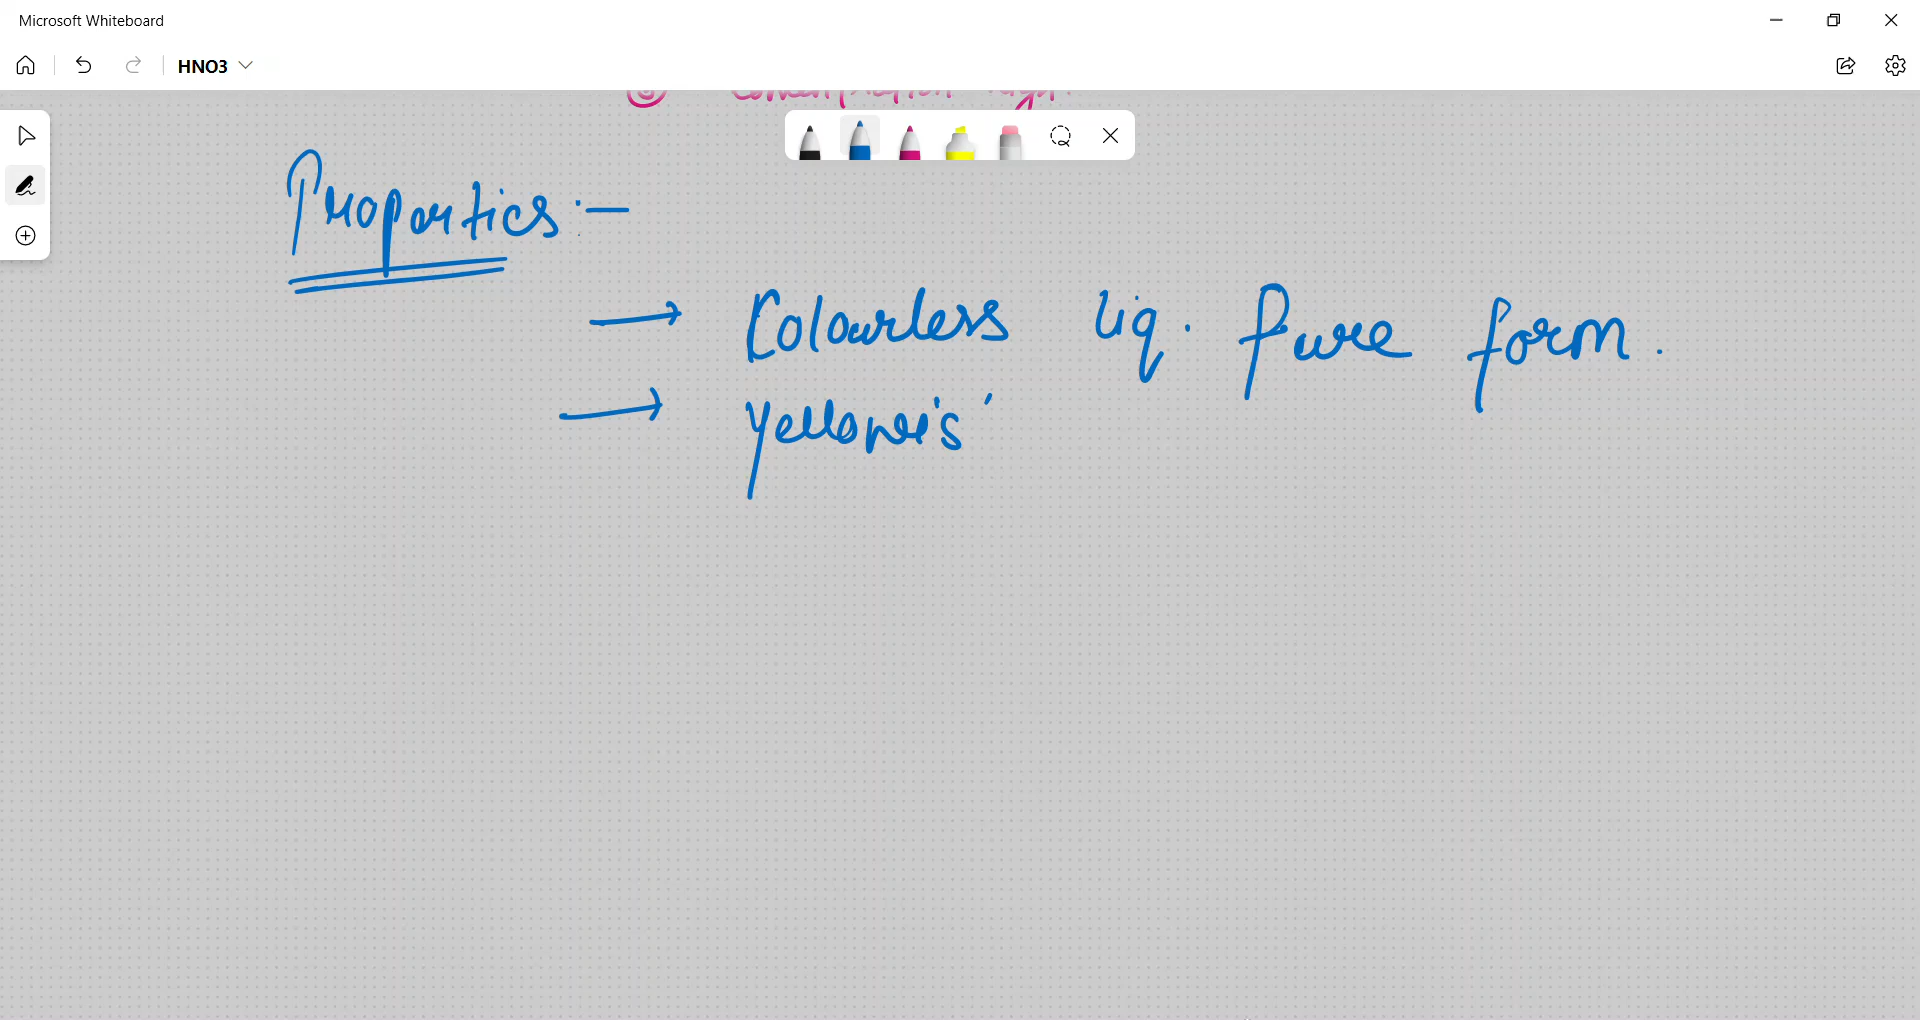 Microsoft Whiteboard
HNO3
Properties :-
→ Colourless liq. Pure form.
→ Yellowis